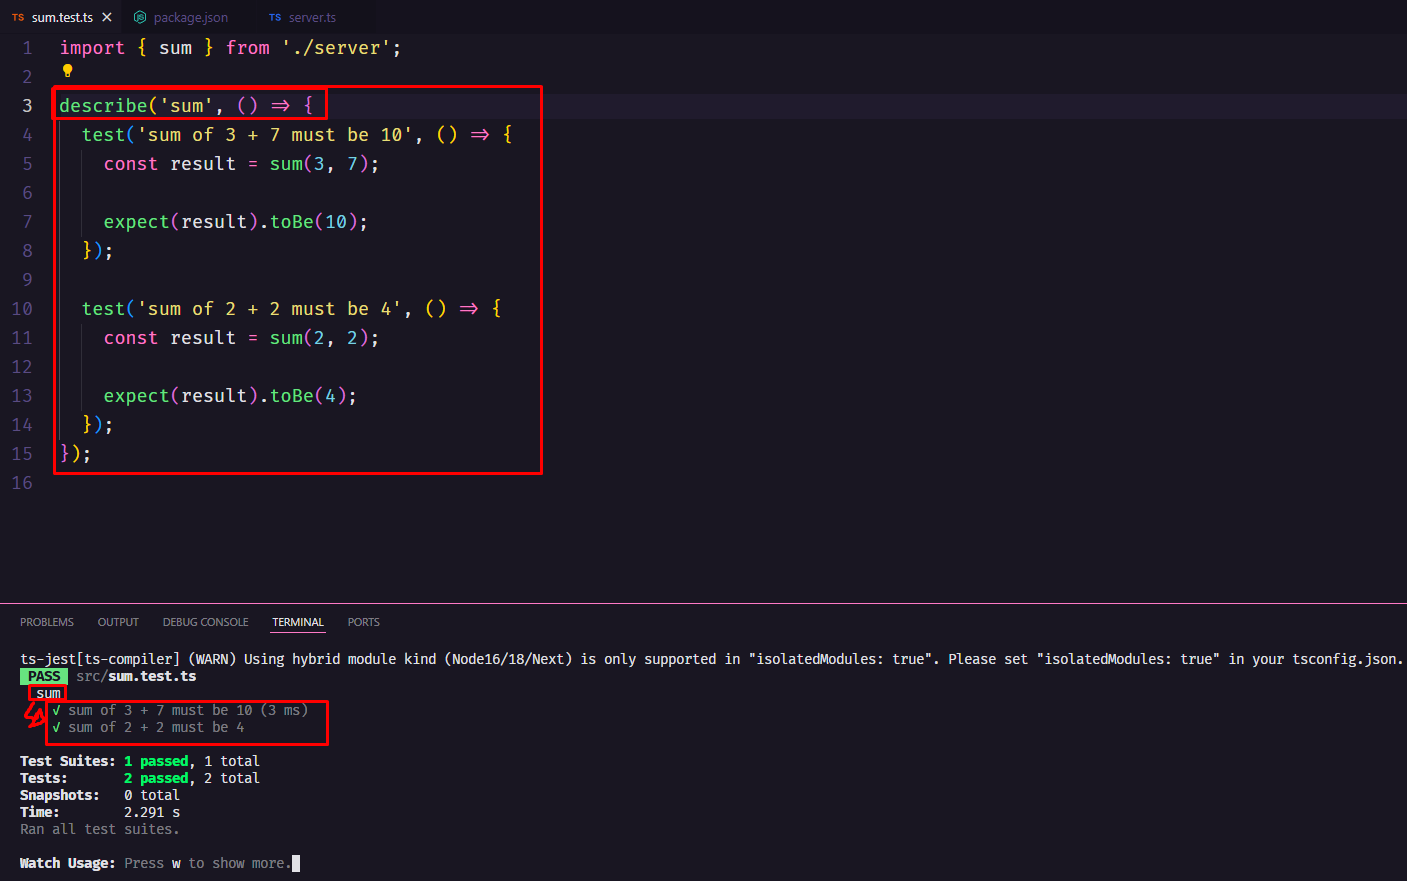 TS sum.test.ts × package.json TS server.ts
1 import { sum } from './server';
2
3 describe('sum', () => {
4 test('sum of 3 + 7 must be 10', () => {
5 const result = sum(3, 7);
6
7 expect(result).toBe(10);
8 });
9
10 test('sum of 2 + 2 must be 4', () => {
11 const result = sum(2, 2);
12
13 expect(result).toBe(4);
14 });
15 });
16
PROBLEMS OUTPUT DEBUG CONSOLE TERMINAL PORTS
ts-jest[ts-compiler] (WARN) Using hybrid module kind (Node16/18/Next) is only supported in "isolatedModules: true". Please set "isolatedModules: true" in your tsconfig.json.
PASS src/sum.test.ts
sum
√ sum of 3 + 7 must be 10 (3 ms)
√ sum of 2 + 2 must be 4
Test Suites: 1 passed, 1 total
Tests: 2 passed, 2 total
Snapshots: 0 total
Time: 2.291 s
Ran all test suites.
Watch Usage: Press w to show more.